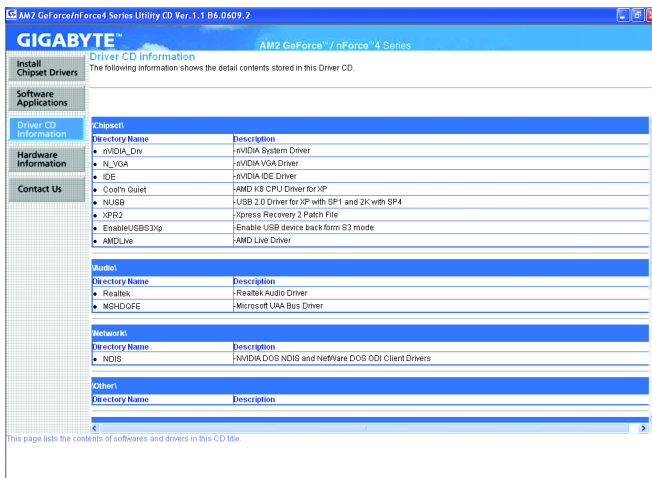 AM2 GeForce/nForce4 Series Utility CD Ver.1.1 B6.0609.2
GIGABYTE™
AM2 GeForce™ / nForce™4 Series
Install
Chipset Drivers
Software
Applications
Driver CD
Information
Hardware
Information
Contact Us
Driver CD Information
The following information shows the detail contents stored in this Driver CD.
\Chipset\
Directory Name Description
• nVIDIA_Drv -nVIDIA System Driver
• N_VGA -nVIDIA VGA Driver
• IDE -nVIDIA IDE Driver
• Cool'n Quiet -AMD K8 CPU Driver for XP
• NUSB -USB 2.0 Driver for XP with SP1 and 2K with SP4
• XPR2 -Xpress Recovery 2 Patch File
• EnableUSBS3Xp -Enable USB device back form S3 mode
• AMDLive -AMD Live Driver
\Audio\
Directory Name Description
• Realtek -Realtek Audio Driver
• MSHDQFE -Microsoft UAA Bus Driver
\Network\
Directory Name Description
• NDIS -NVIDIA DOS NDIS and NetWare DOS ODI Client Drivers
\Other\
Directory Name Description
This page lists the contents of softwares and drivers in this CD title.